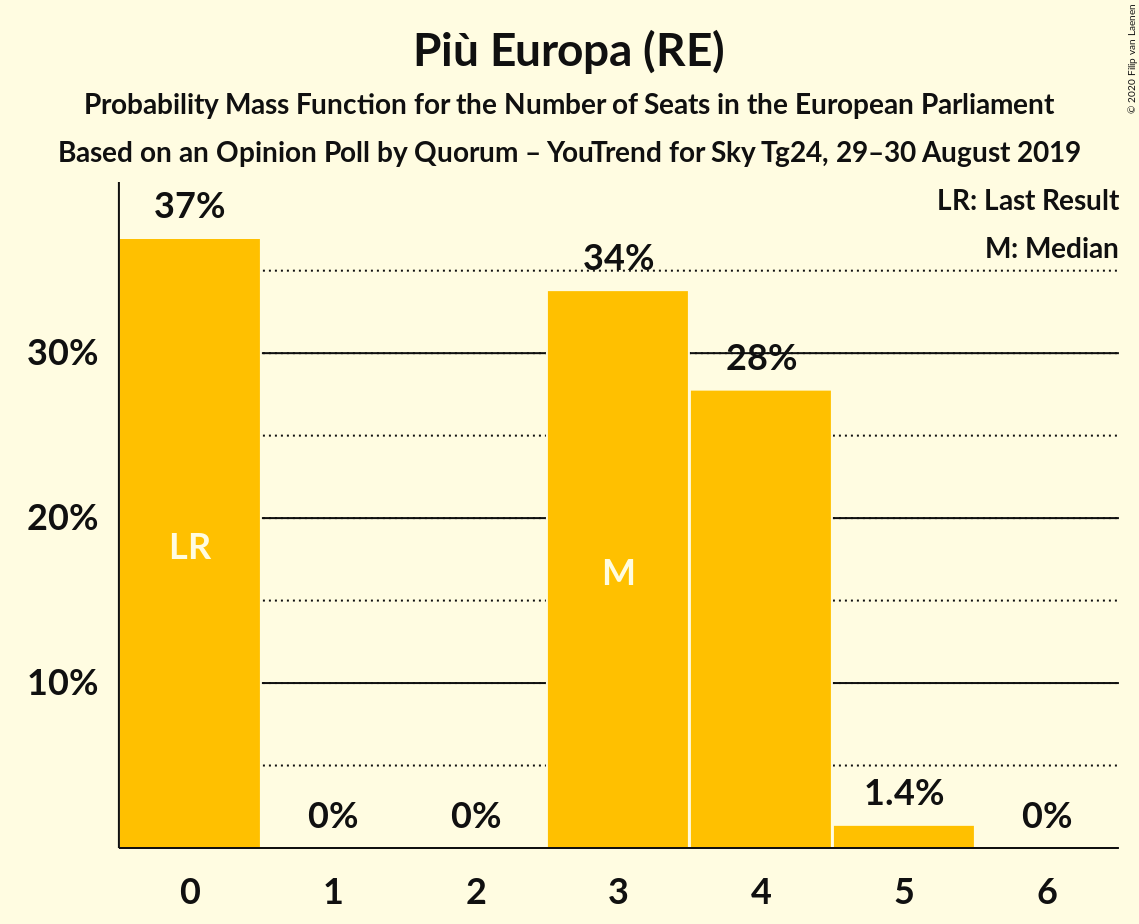 Più Europa (RE)
Probability Mass Function for the Number of Seats in the European Parliament
Based on an Opinion Poll by Quorum – YouTrend for Sky Tg24, 29–30 August 2019
© 2020 Filip van Laenen
LR: Last Result
M: Median
37%
34%
28%
1.4%
0%
0%
0%
LR
M
30%
20%
10%
0 1 2 3 4 5 6